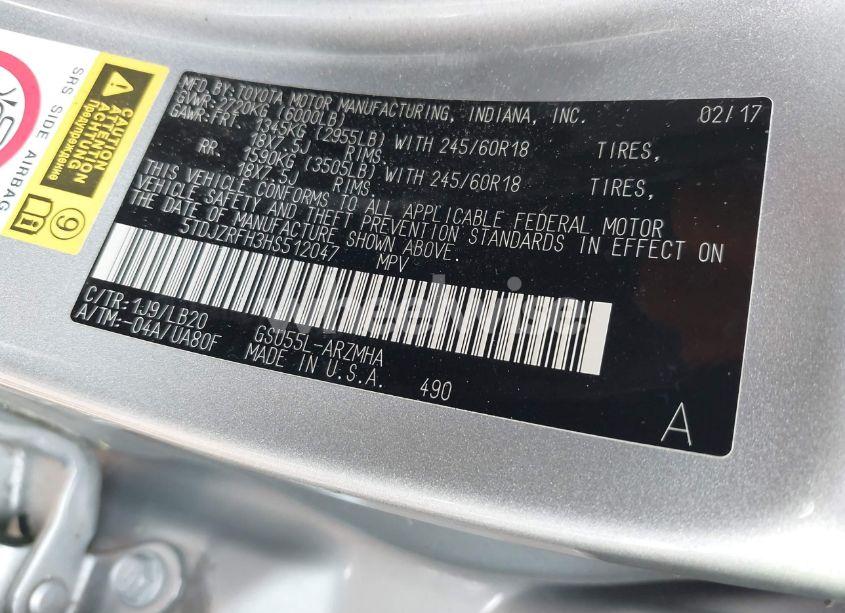 MFD. BY: TOYOTA MOTOR MANUFACTURING, INDIANA, INC. 02/17
GVWR: 2720KG (6000LB)
GAWR: FRT. 1345KG (2955LB) WITH 245/60R18 TIRES,
18X7.5J RIMS.
RR. 1590KG (3505LB) WITH 245/60R18 TIRES,
18X7.5J RIMS.
THIS VEHICLE CONFORMS TO ALL APPLICABLE FEDERAL MOTOR
VEHICLE SAFETY AND THEFT PREVENTION STANDARDS IN EFFECT ON
THE DATE OF MANUFACTURE SHOWN ABOVE.
5TDJZRFH3HS512047 MPV
C/TR: 1J9/LB20 GSU55L-ARZMHA
A/TM: -04A/UA80F MADE IN U.S.A. 490
A
wheelwise
SRS SIDE AIRBAG
CAUTION
ATTENTION
ACHTUNG
Предупреждение